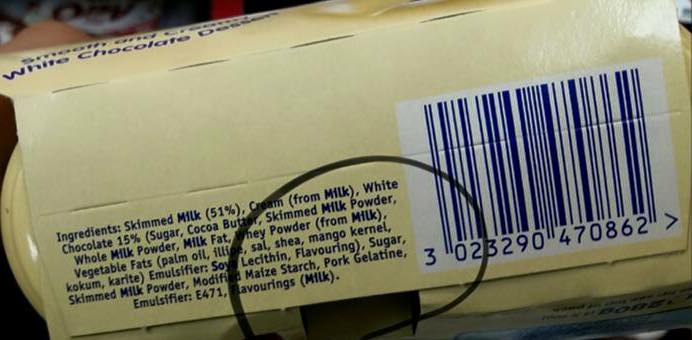 Smooth and Creamy
White Chocolate Dessert
Ingredients: Skimmed Milk (51%), Cream (from Milk), White
Chocolate 15% (Sugar, Cocoa Butter, Skimmed Milk Powder,
Whole Milk Powder, Milk Fat, Whey Powder (from Milk),
Vegetable Fats (palm oil, illipe, sal, shea, mango kernel,
kokum, karite) Emulsifier: Soya Lecithin, Flavouring), Sugar,
Skimmed Milk Powder, Modified Maize Starch, Pork Gelatine,
Emulsifier: E471, Flavourings (Milk).
3 023290 470862 >